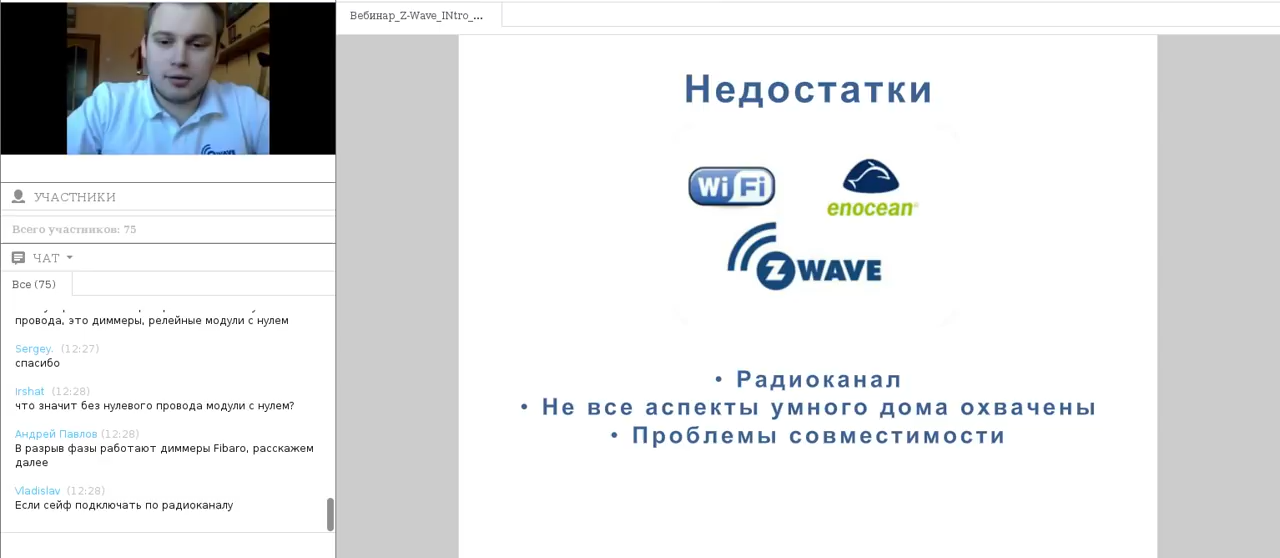 Вебинар_Z-Wave_INtro_...
Z WAVE
УЧАСТНИКИ
Всего участников: 75
ЧАТ
Все (75)
провода, это диммеры, релейные модули с нулем
Sergey. (12:27)
спасибо
Irshat (12:28)
что значит без нулевого провода модули с нулем?
Андрей Павлов (12:28)
В разрыв фазы работают диммеры Fibaro, расскажем
далее
Vladislav (12:28)
Если сейф подключать по радиоканалу
Недостатки
Wi Fi
enocean
Z WAVE
• Радиоканал
• Не все аспекты умного дома охвачены
• Проблемы совместимости